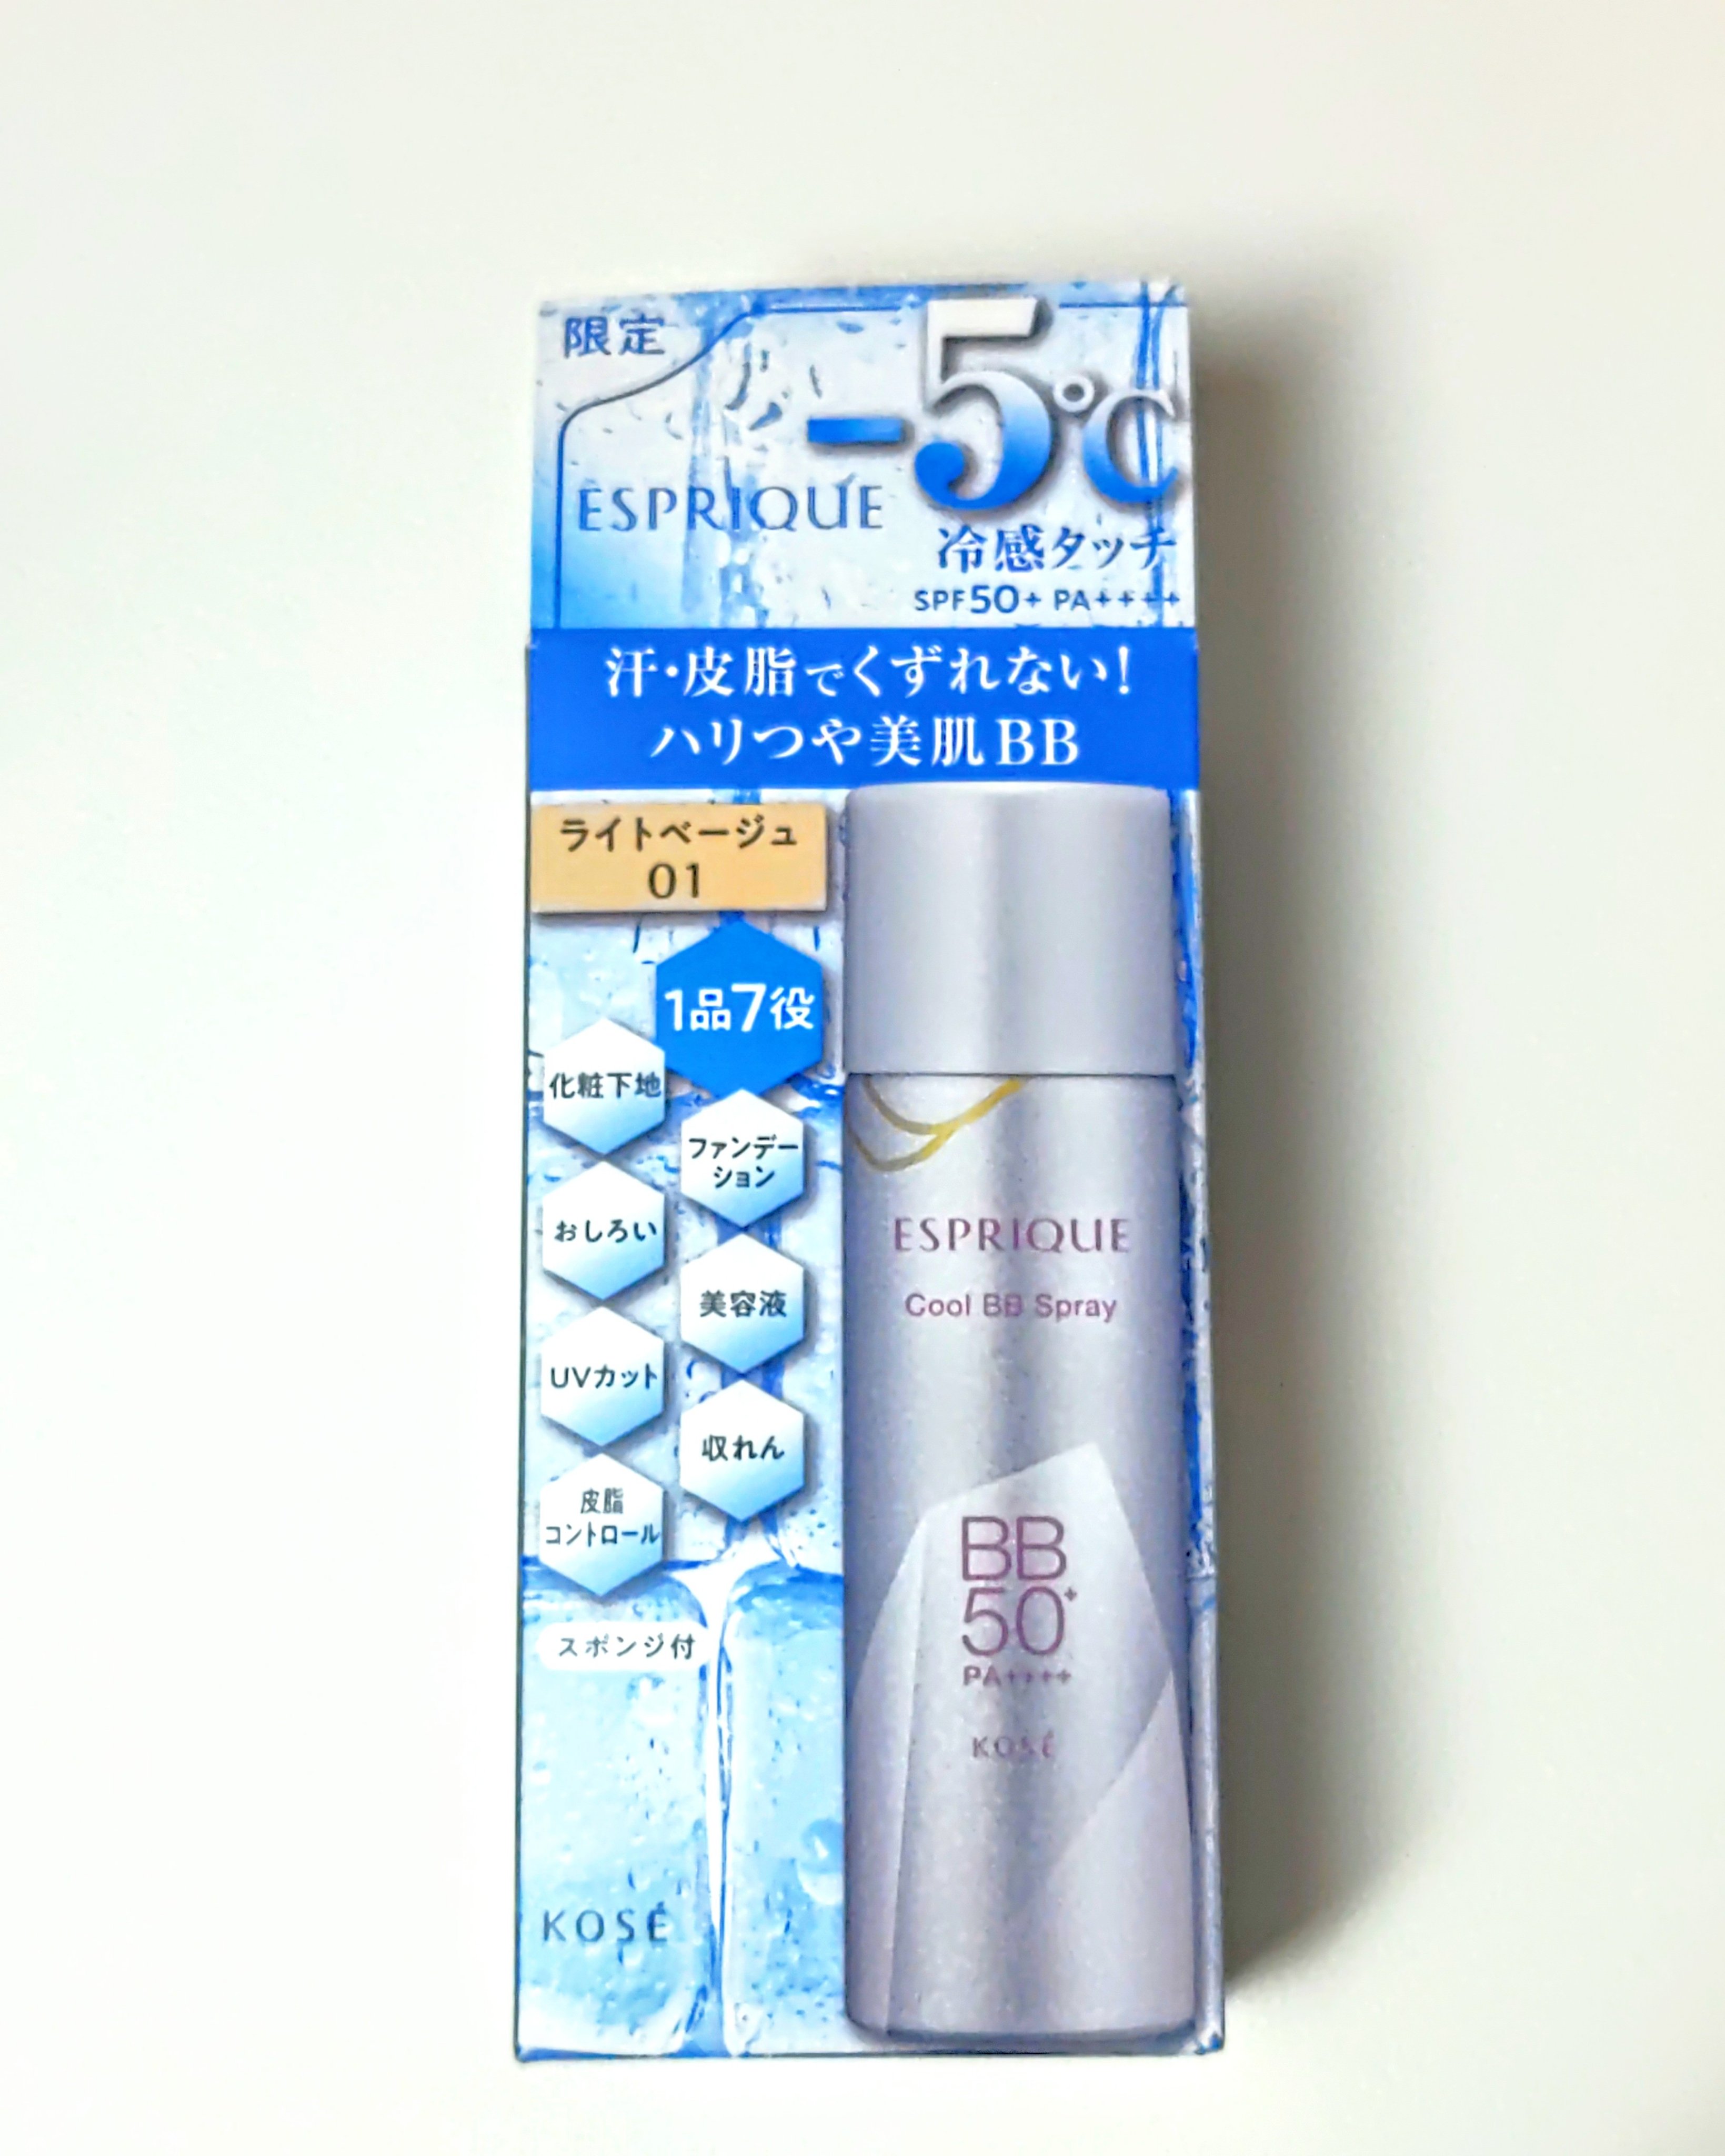 限定
-5℃
ESPRIQUE
冷感タッチ
SPF50+ PA++++
汗・皮脂でくずれない!
ハリつや美肌BB
ライトベージュ
01
1品7役
化粧下地
ファンデー
ション
おしろい
美容液
UVカット
収れん
皮脂
コントロール
スポンジ付
KOSÉ
ESPRIQUE
Cool BB Spray
BB
50+
PA++++
KOSÉ